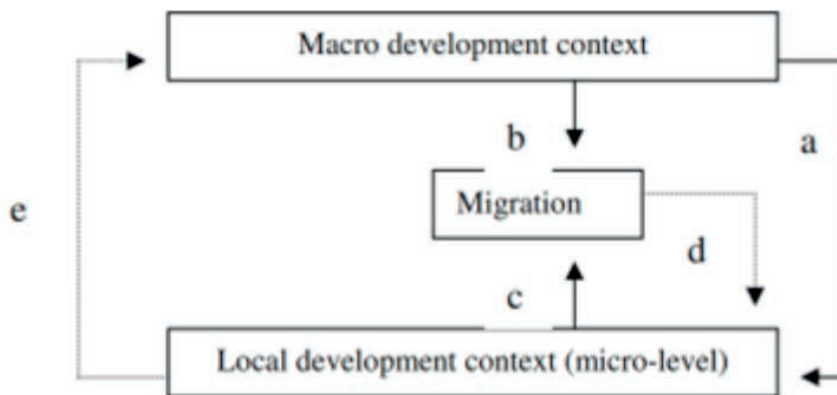 Macro development context
b
a
Migration
e
d
c
Local development context (micro-level)